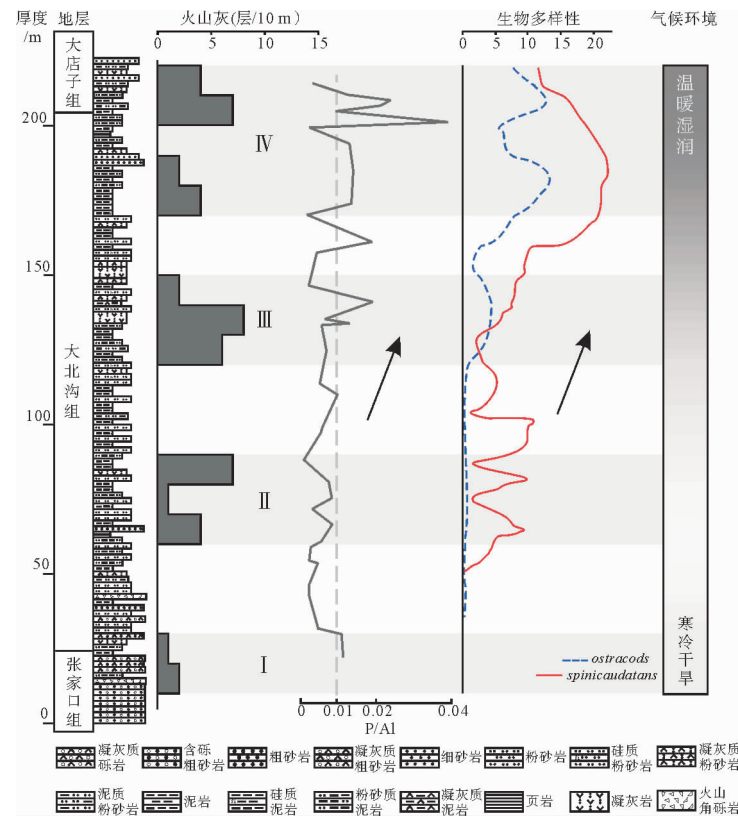 厚度 地层 火山灰(层/10 m) 生物多样性 气候环境
/m 0 5 10 15 0 5 10 15 20
大店子组
200
大北沟组
150
100
50
张家口组
0
IV
III
II
I
0 0.01 0.02 0.04
P/Al
ostracods
spinicaudatans
温暖湿润
寒冷干旱
凝灰质砾岩 含砾粗砂岩 粗砂岩 凝灰质粗砂岩 细砂岩 粉砂岩 硅质粉砂岩 凝灰质粉砂岩
泥质粉砂岩 泥岩 硅质泥岩 粉砂质泥岩 凝灰质泥岩 页岩 凝灰岩 火山角砾岩